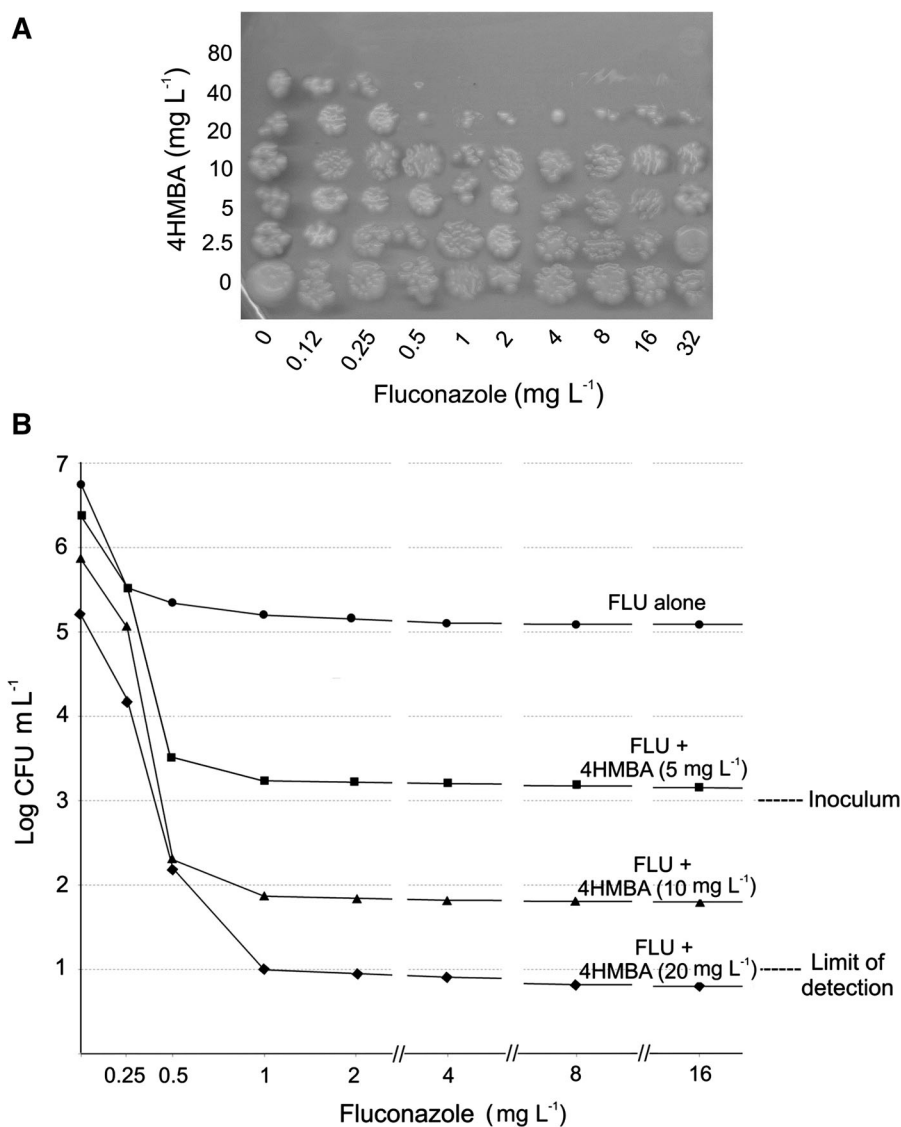 A
80
40
20
10
5
2.5
0
4HMBA (mg L-1)
0 0.12 0.25 0.5 1 2 4 8 16 32
Fluconazole (mg L-1)
B
7
6
5
4
3
2
1
Log CFU mL-1
FLU alone
FLU +
4HMBA (5 mg L-1)
Inoculum
FLU +
4HMBA (10 mg L-1)
FLU +
4HMBA (20 mg L-1)
Limit of
detection
0.25 0.5 1 2 4 8 16
Fluconazole (mg L-1)